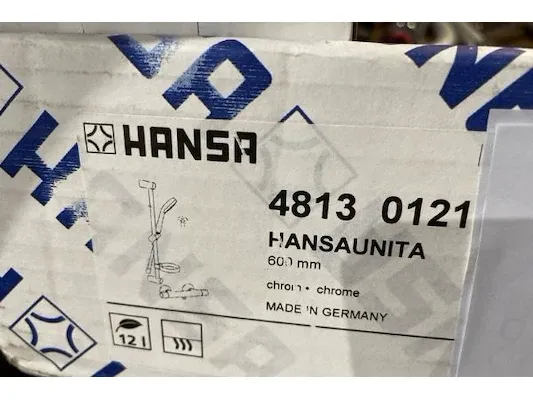 HANSA
4813 0121
HANSAUNITA
600 mm
chrom • chrome
MADE IN GERMANY
12 l